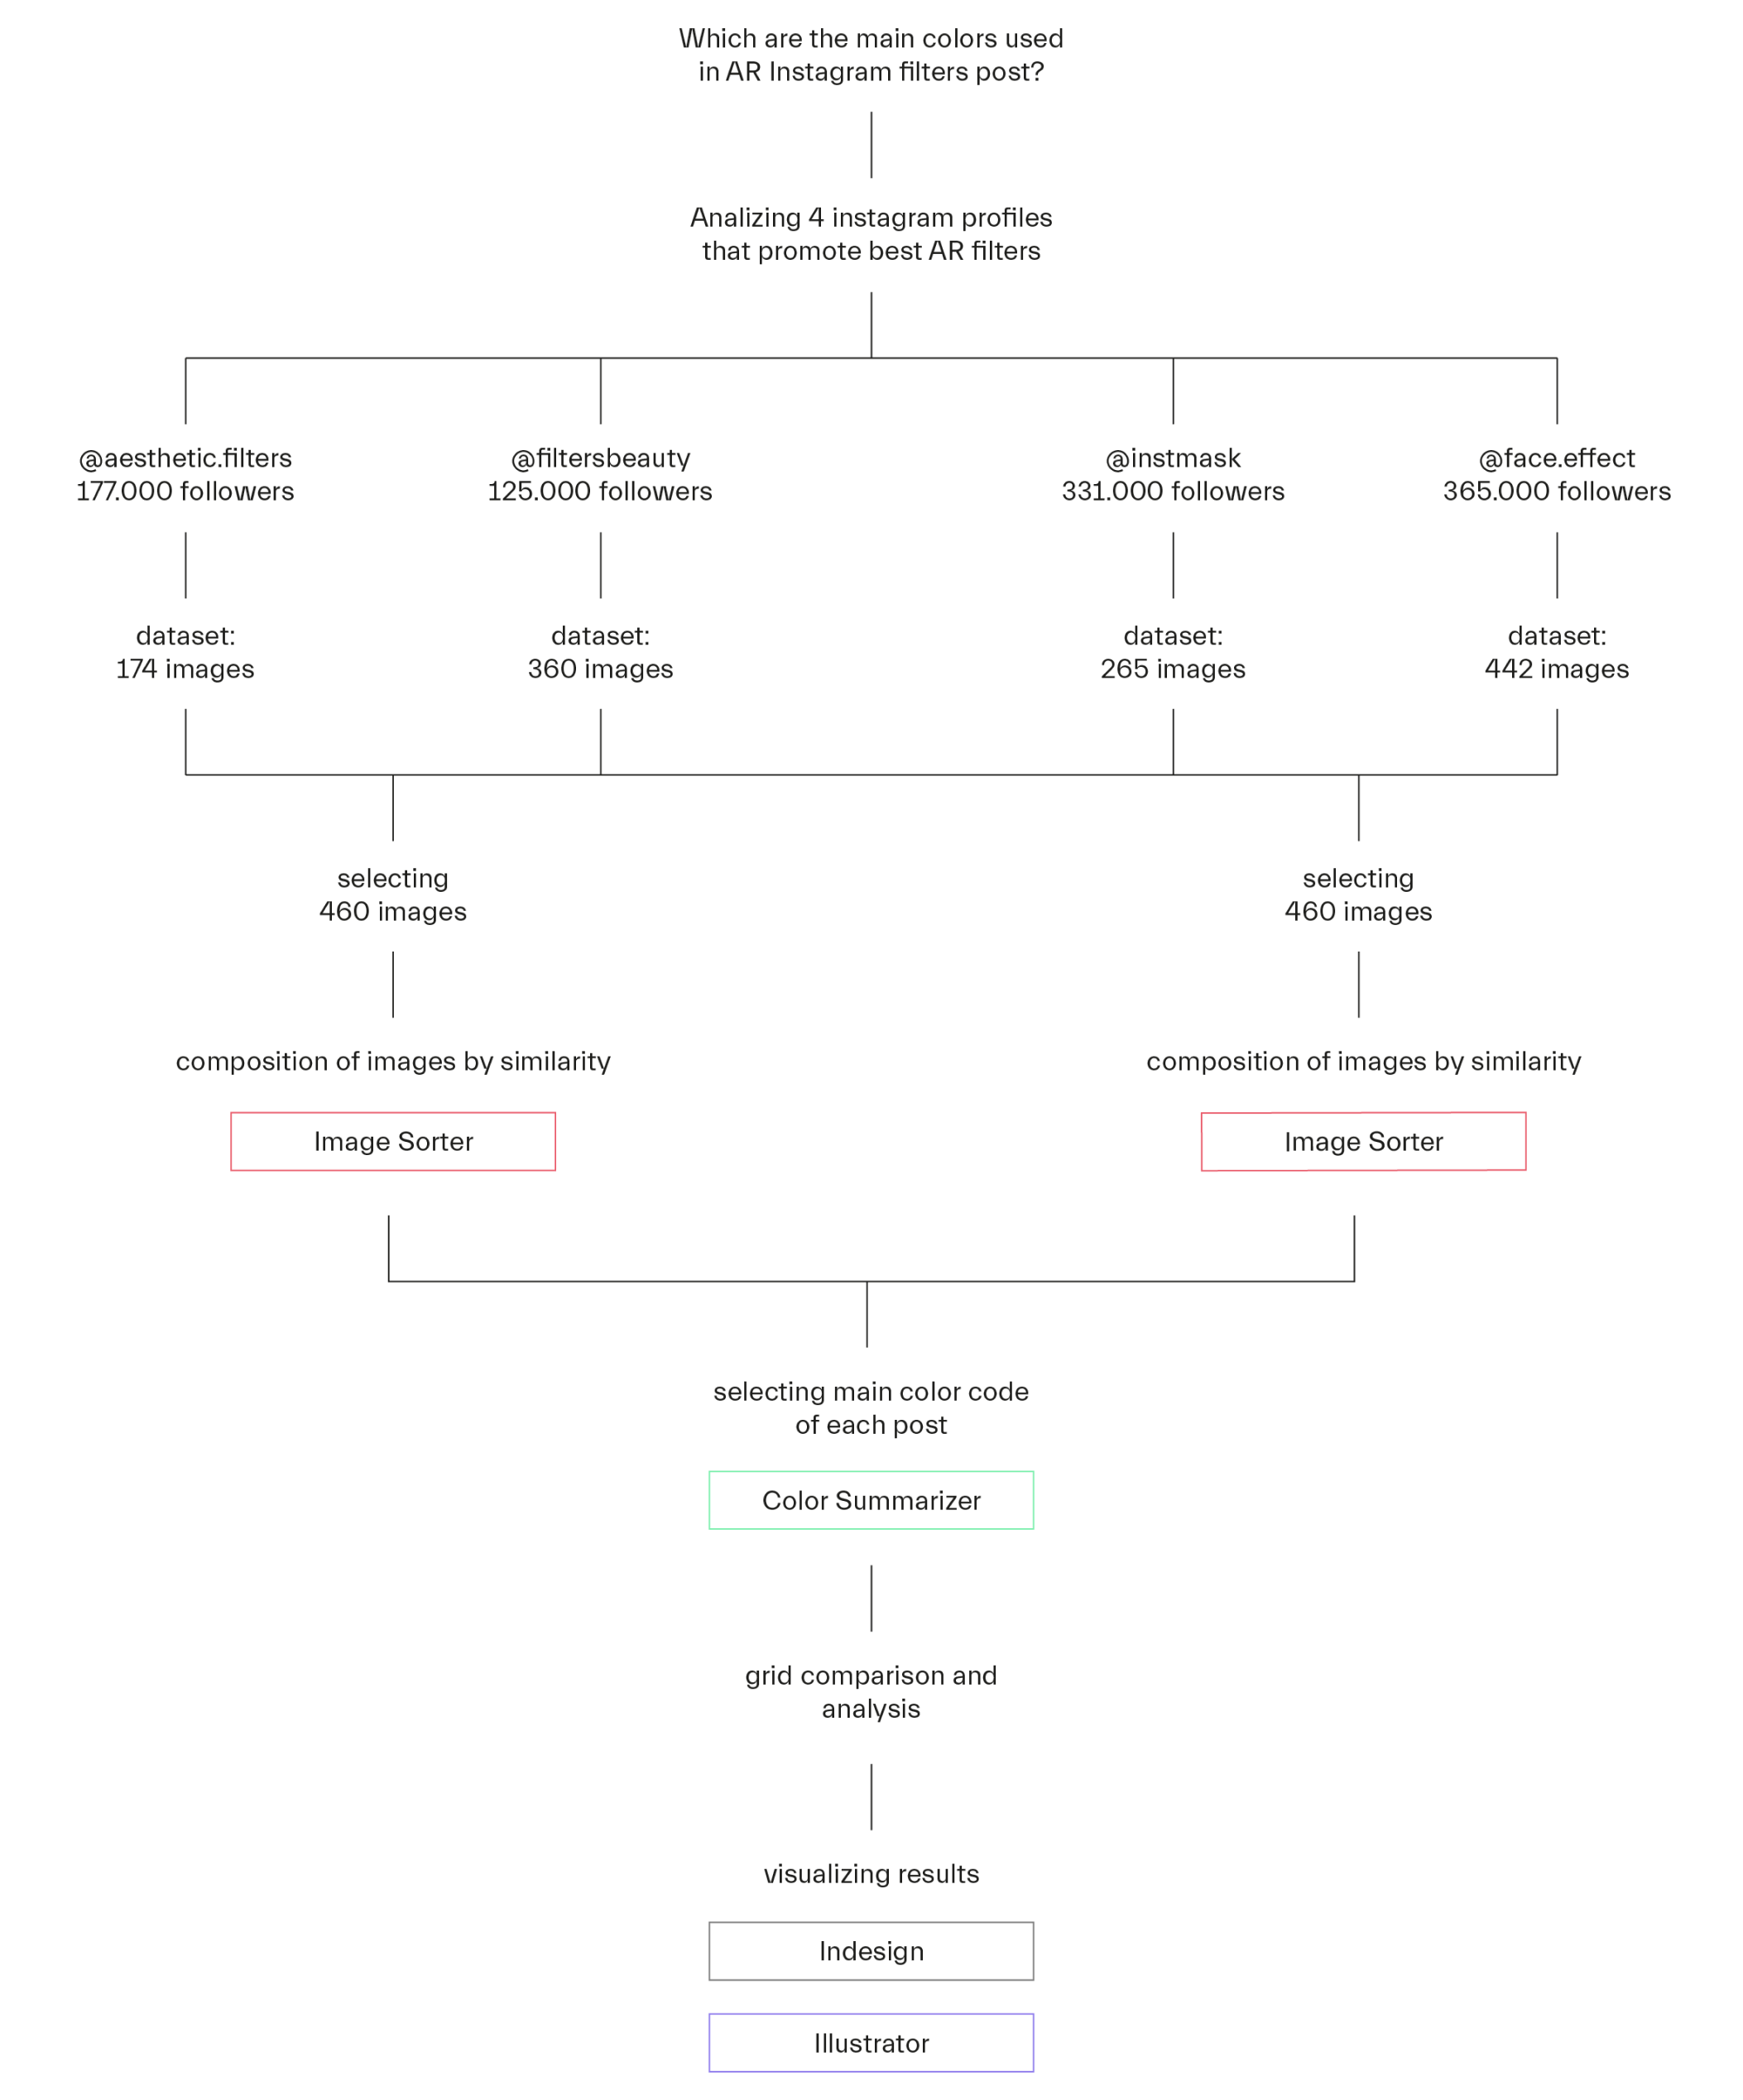 Which are the main colors used
in AR Instagram filters post?
Analizing 4 instagram profiles
that promote best AR filters
@aesthetic.filters
177.000 followers
@filtersbeauty
125.000 followers
@instmask
331.000 followers
@face.effect
365.000 followers
dataset:
174 images
dataset:
360 images
dataset:
265 images
dataset:
442 images
selecting
460 images
selecting
460 images
composition of images by similarity
composition of images by similarity
Image Sorter
Image Sorter
selecting main color code
of each post
Color Summarizer
grid comparison and
analysis
visualizing results
Indesign
Illustrator